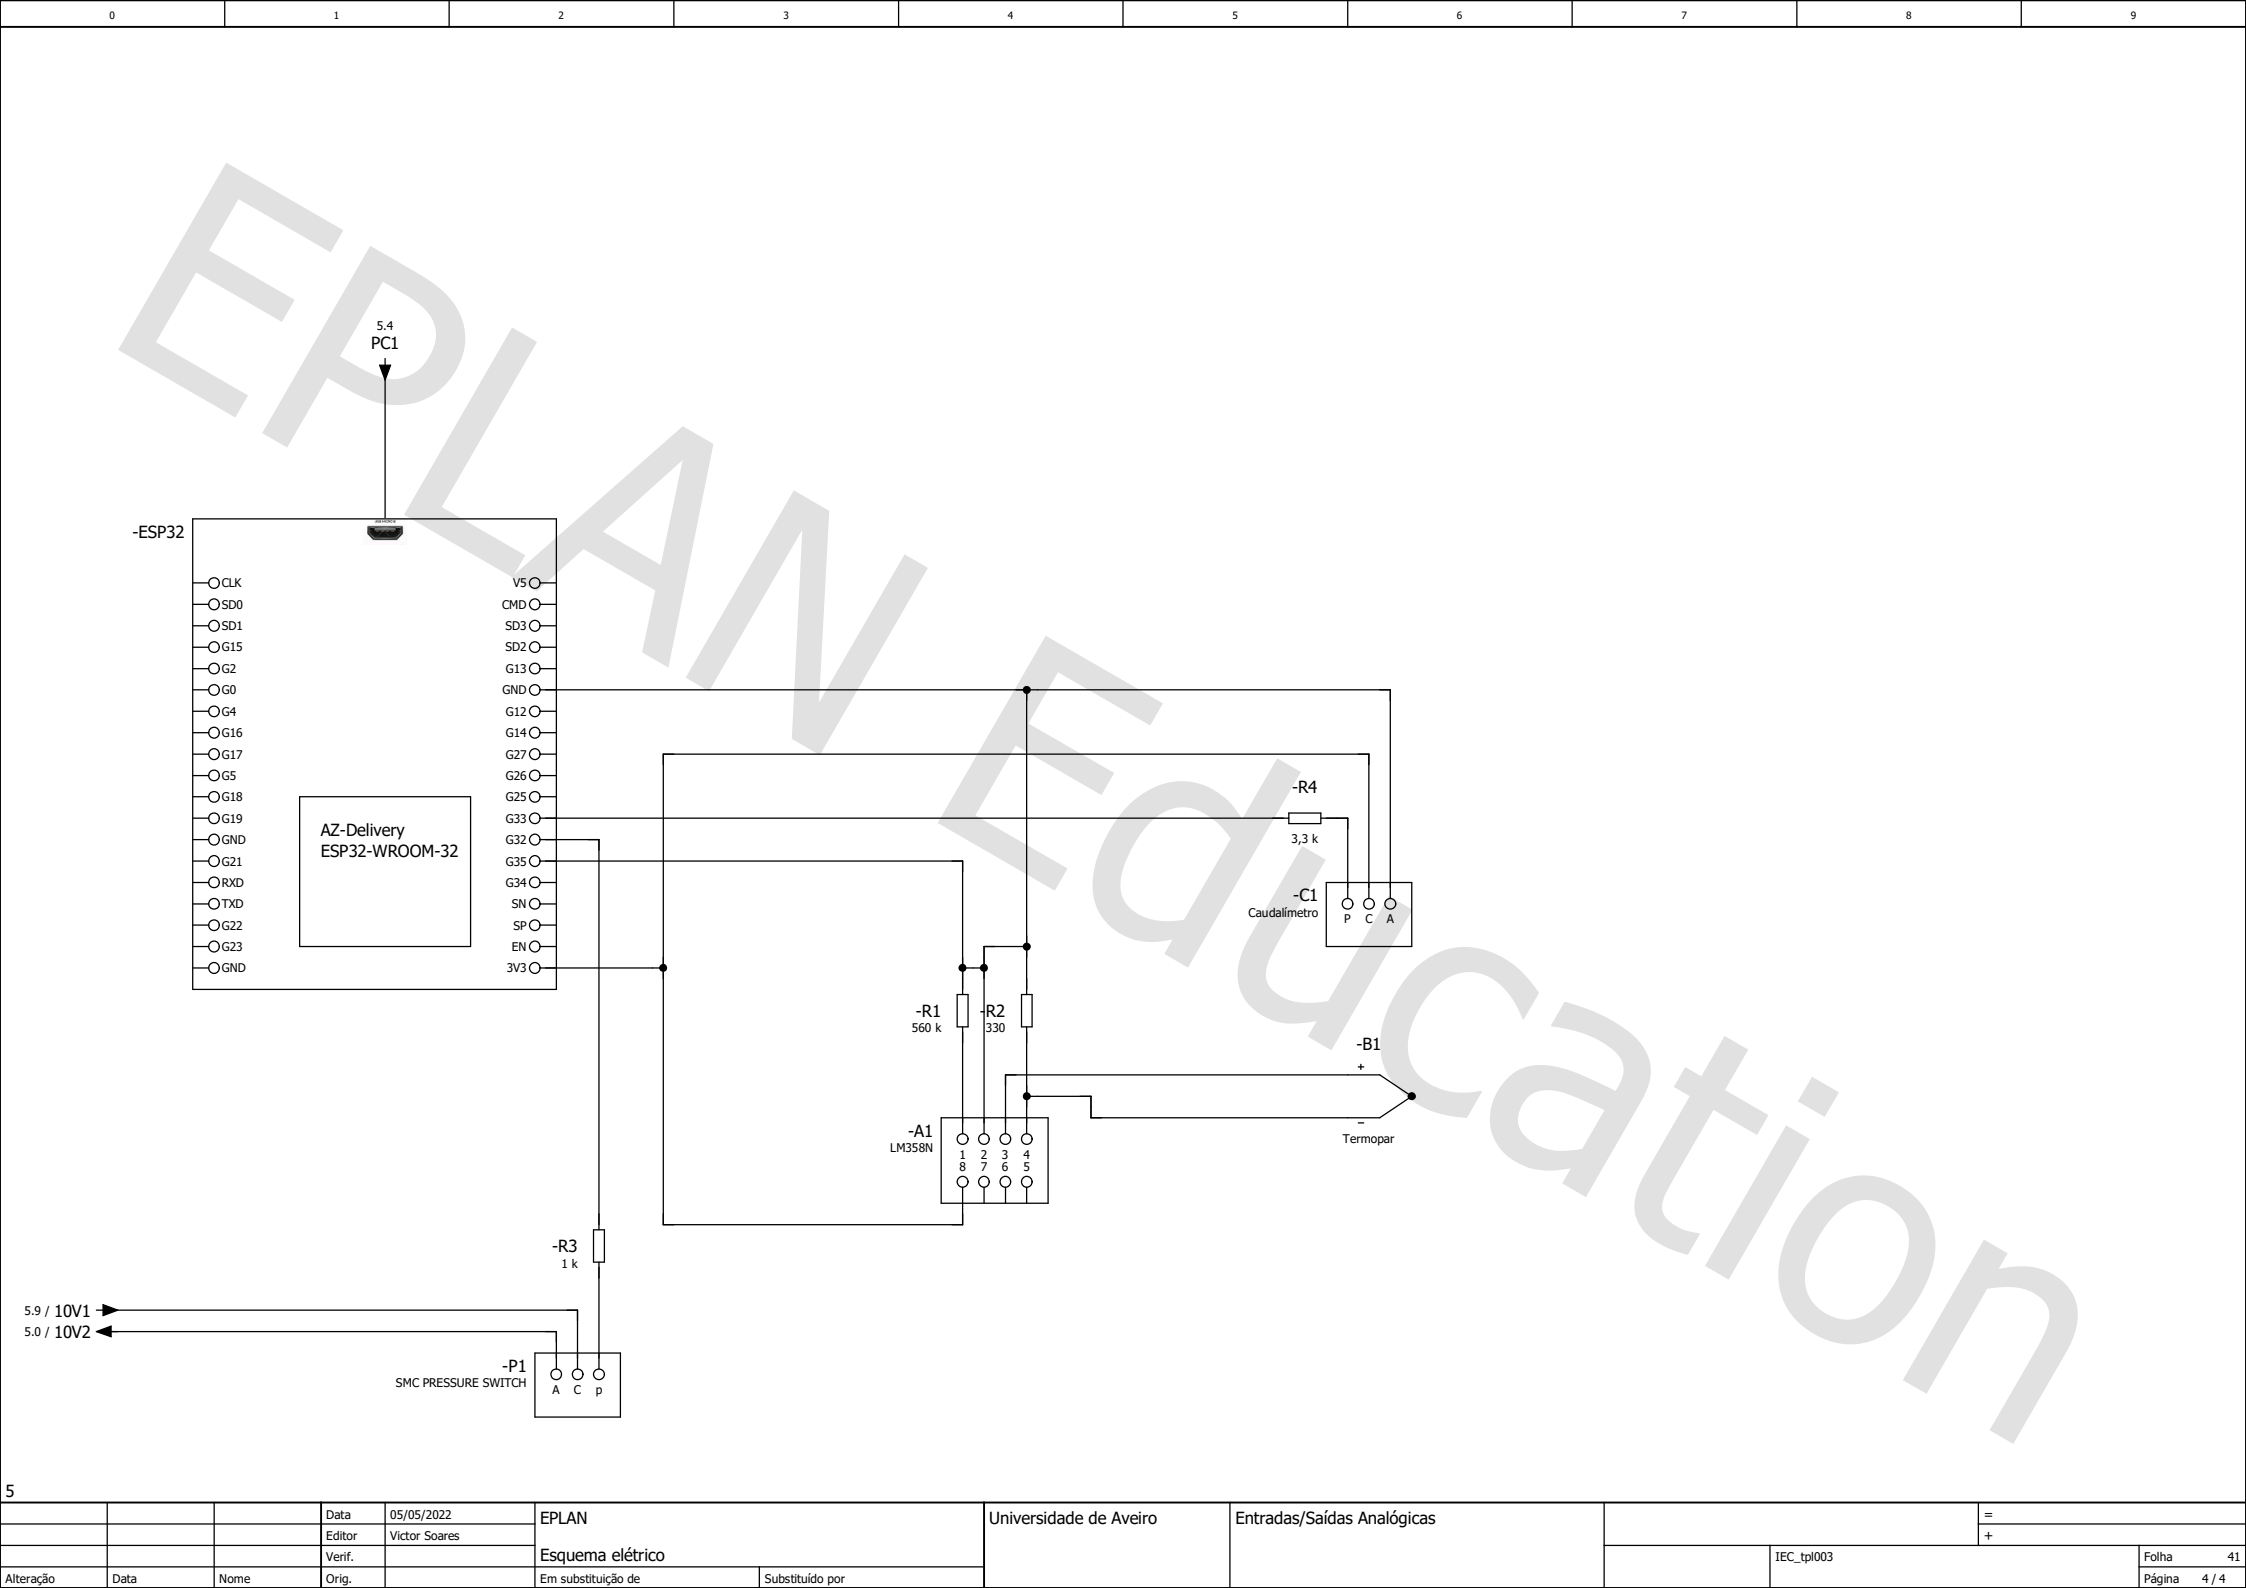 0 1 2 3 4 5 6 7 8 9
EPLAN Education
5.4
PC1
-ESP32
CLK V5
SD0 CMD
SD1 SD3
G15 SD2
G2 G13
G0 GND
G4 G12
G16 G14
G17 G27
G5 G26
G18 G25
G19 G33
GND G32
G21 G35
RXD G34
TXD SN
G22 SP
G23 EN
GND 3V3
AZ-Delivery
ESP32-WROOM-32
-R4
3,3 k
-C1
Caudalímetro
P C A
-R1
560 k
-R2
330
-B1
+
−
Termopar
-A1
LM358N
1 2 3 4
8 7 6 5
-R3
1 k
5.9 / 10V1
5.0 / 10V2
-P1
SMC PRESSURE SWITCH
A C p
5
Data 05/05/2022
Editor Victor Soares
Verif.
Alteração Data Nome Orig.
EPLAN
Esquema elétrico
Em substituição de Substituído por
Universidade de Aveiro
Entradas/Saídas Analógicas
=
+
IEC_tpl003
Folha 41
Página 4 / 4